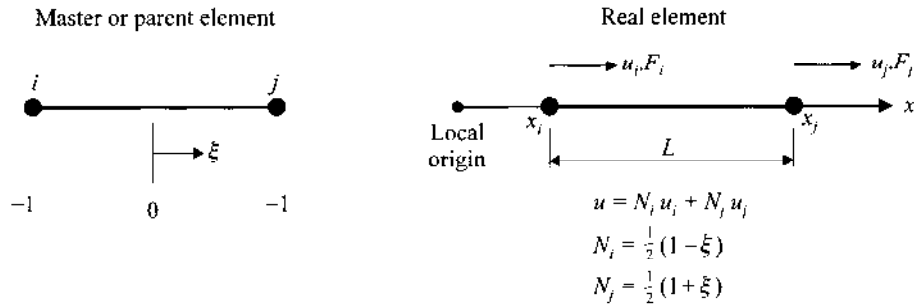 Master or parent element
Real element
i
j
ξ
-1
0
-1
u_i, F_i
u_j, F_j
x
x_i
x_j
Local
origin
L
u = N_i u_i + N_j u_j
N_i = 1/2 (1 - ξ)
N_j = 1/2 (1 + ξ)